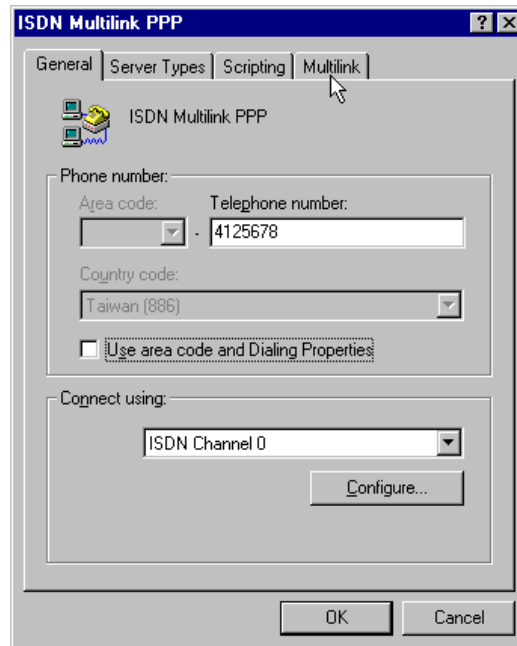 ISDN Multilink PPP
General Server Types Scripting Multilink
ISDN Multilink PPP
Phone number:
Area code: Telephone number:
- 4125678
Country code:
Taiwan (886)
Use area code and Dialing Properties
Connect using:
ISDN Channel 0
Configure...
OK Cancel